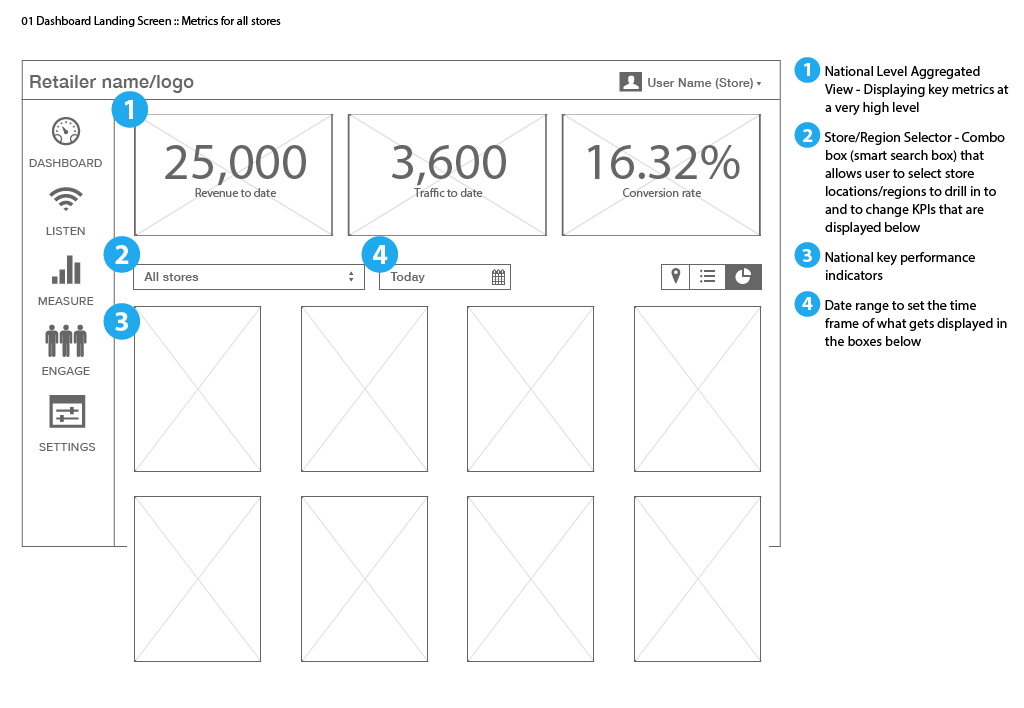 01 Dashboard Landing Screen :: Metrics for all stores
Retailer name/logo
User Name (Store)
DASHBOARD
LISTEN
MEASURE
ENGAGE
SETTINGS
1
25,000
Revenue to date
3,600
Traffic to date
16.32%
Conversion rate
2
All stores
4
Today
3
1 National Level Aggregated
View - Displaying key metrics at
a very high level
2 Store/Region Selector - Combo
box (smart search box) that
allows user to select store
locations/regions to drill in to
and to change KPIs that are
displayed below
3 National key performance
indicators
4 Date range to set the time
frame of what gets displayed in
the boxes below